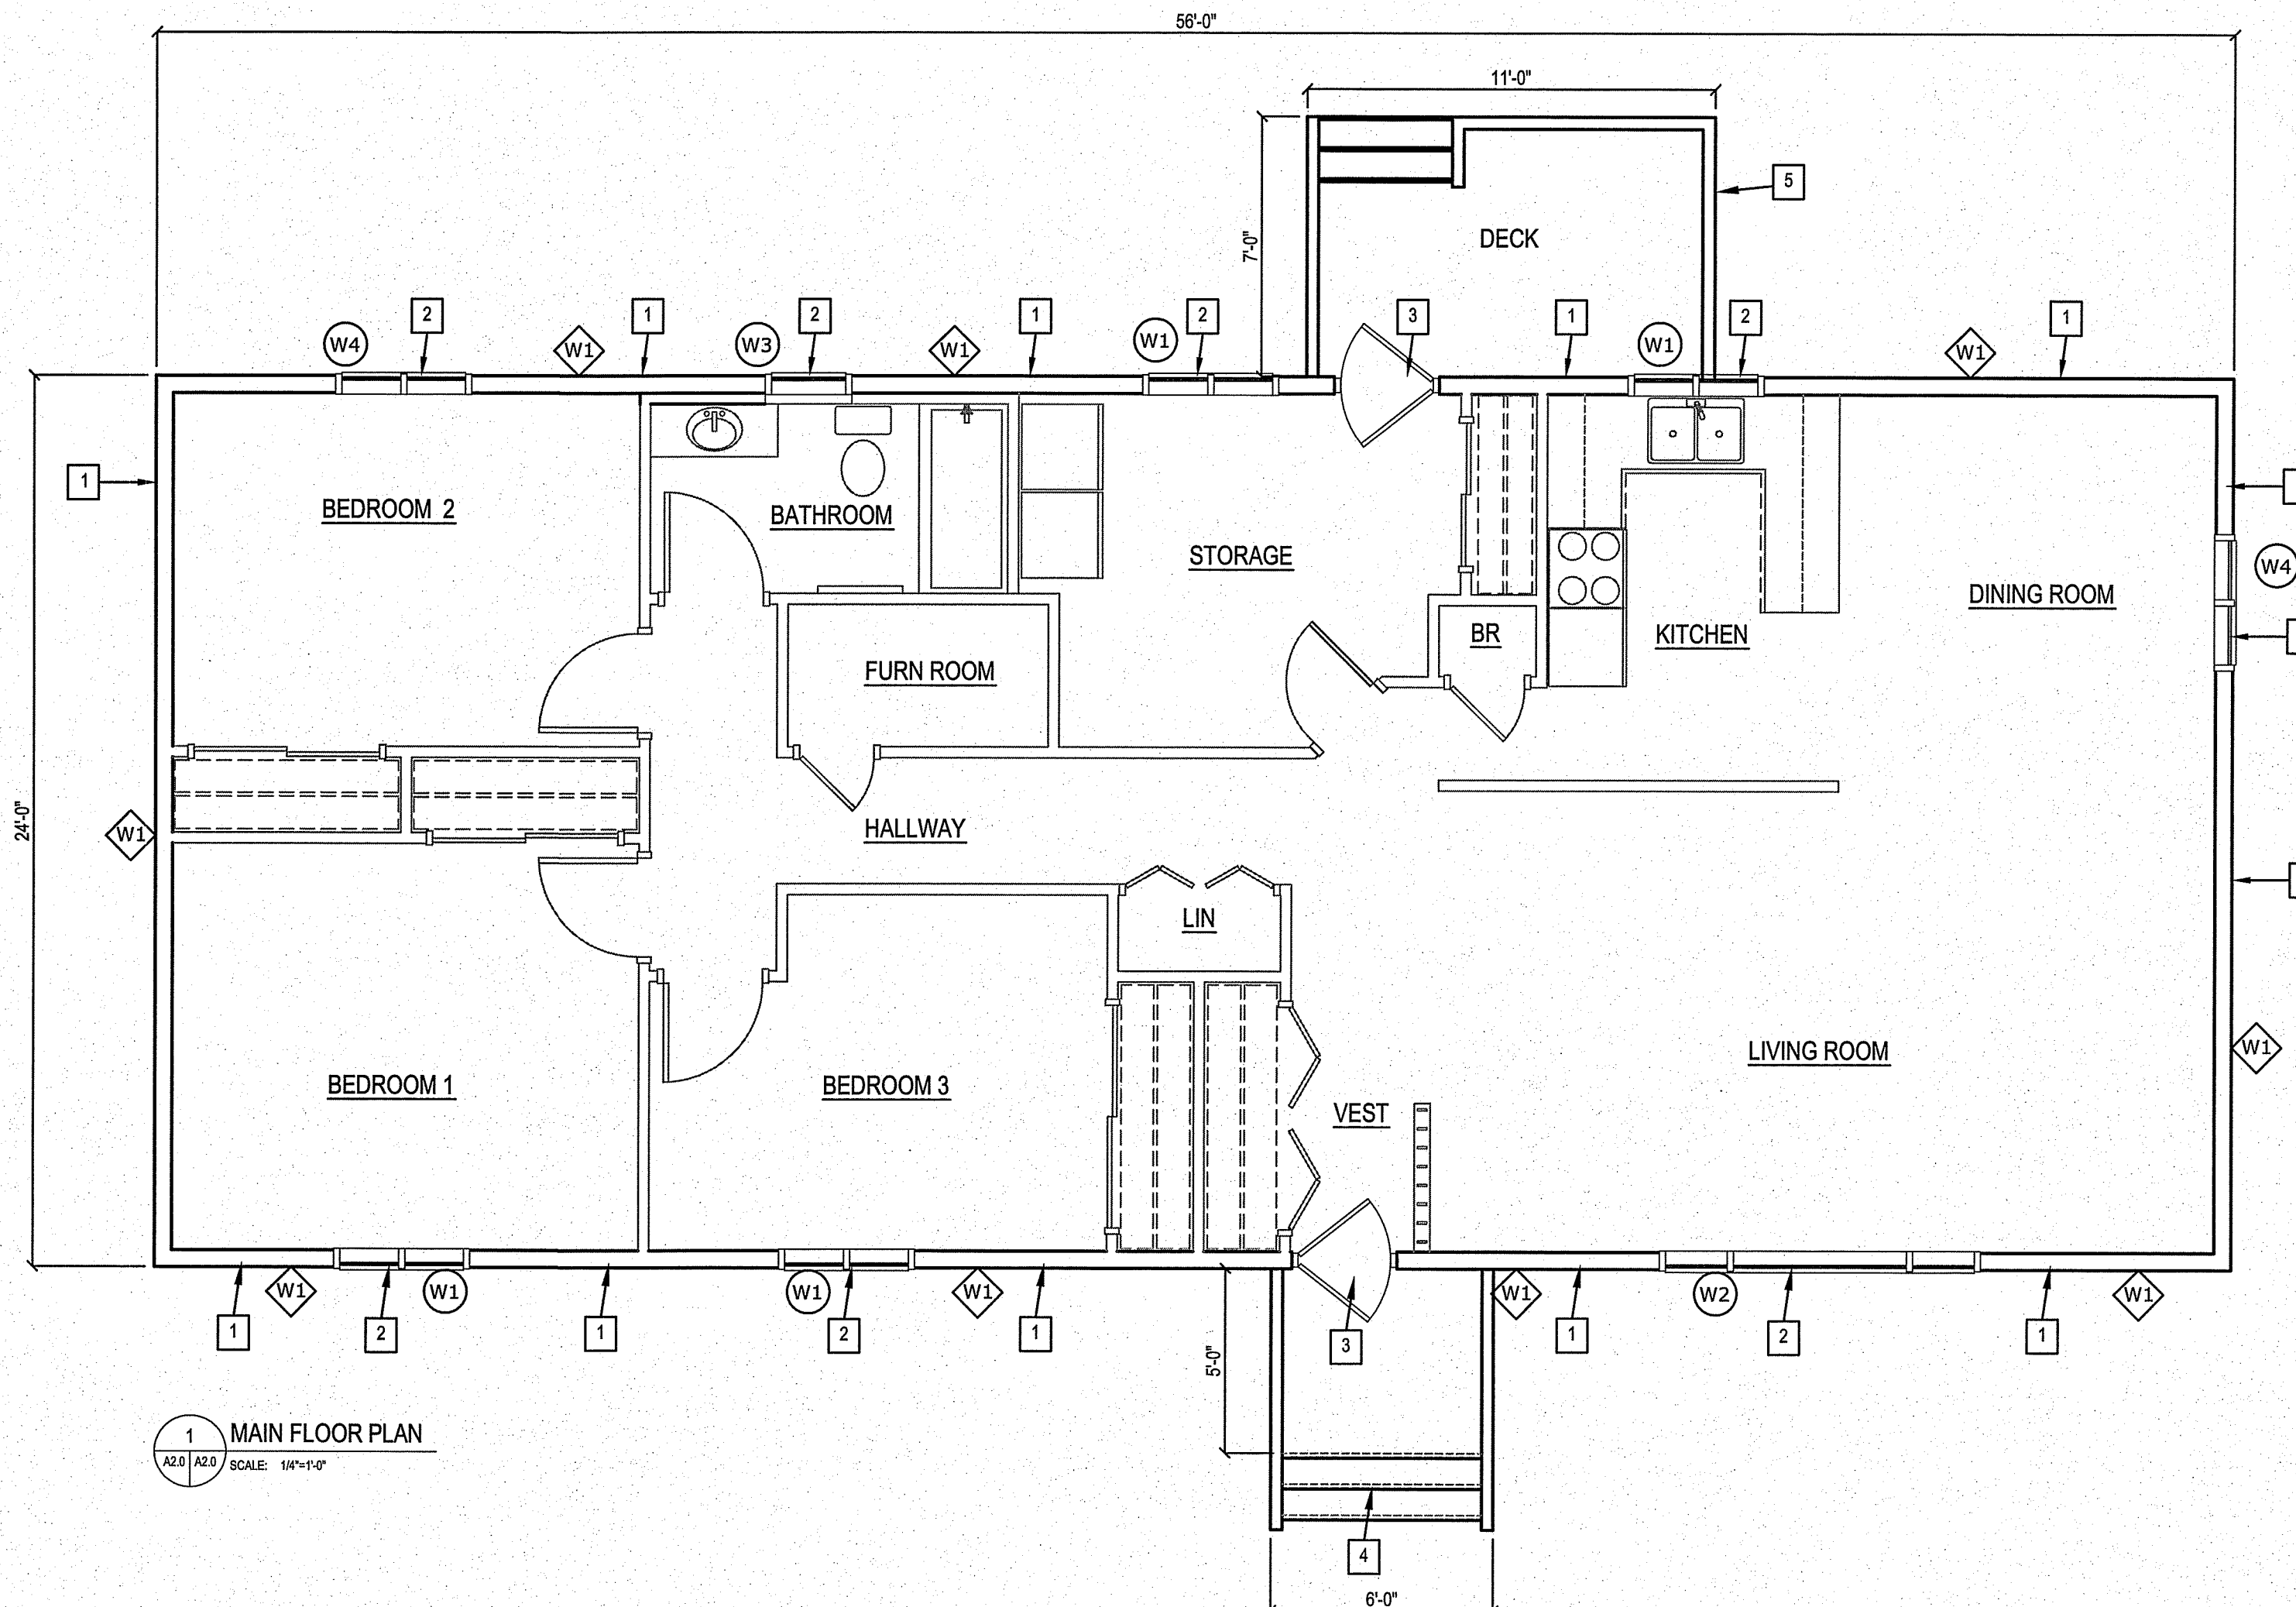 56'-0"
11'-0"
5
7'-0"
DECK
W4
2
W1
1
W3
2
W1
1
W1
2
3
1
W1
2
W1
1
1
BEDROOM 2
BATHROOM
STORAGE
W4
DINING ROOM
BR
KITCHEN
FURN ROOM
24'-0"
W1
HALLWAY
LIN
LIVING ROOM
W1
BEDROOM 1
BEDROOM 3
VEST
1
W1
2
W1
1
W1
2
W1
1
3
W1
1
W2
2
1
W1
5'-0"
1
MAIN FLOOR PLAN
A2.0 A2.0
SCALE: 1/4"=1'-0"
4
6'-0"